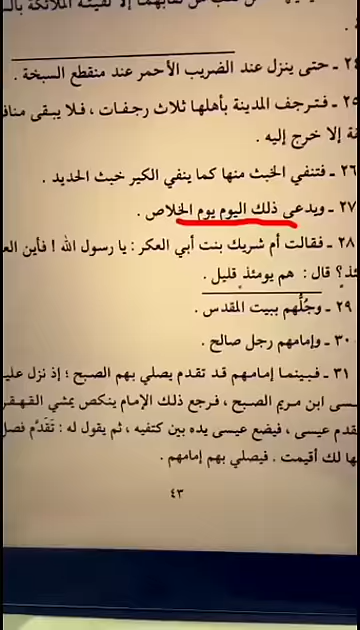 لقيته الملائكة
٢٤ ـ حتى ينزل عند الضريب الأحمر عند منقطع السبخة .
٢٥ ـ فترجف المدينة بأهلها ثلاث رجفات ، فلا يبقى
إلا خرج إليه .
٢٦ ـ فتنفي الخبث منها كما ينفي الكير خبث الحديد .
٢٧ ـ ويدعى ذلك اليوم يوم الخلاص .
٢٨ ـ فقالت أم شريك بنت أبي العكر : يا رسول الله ! فأين
قال : هم يومئذ قليل .
٢٩ ـ وجُلُّهم ببيت المقدس .
٣٠ ـ وإمامهم رجل صالح .
٣١ ـ فبينما إمامهم قد تقدم يصلي بهم الصبح ؛ إذ نزل
ابن مريم الصبح ، فرجع ذلك الإمام ينكص يمشي
عيسى ، فيضع عيسى يده بين كتفيه ، ثم يقول له : تَقَدَّم
لك أقيمت . فيصلي بهم إمامهم .
٤٣